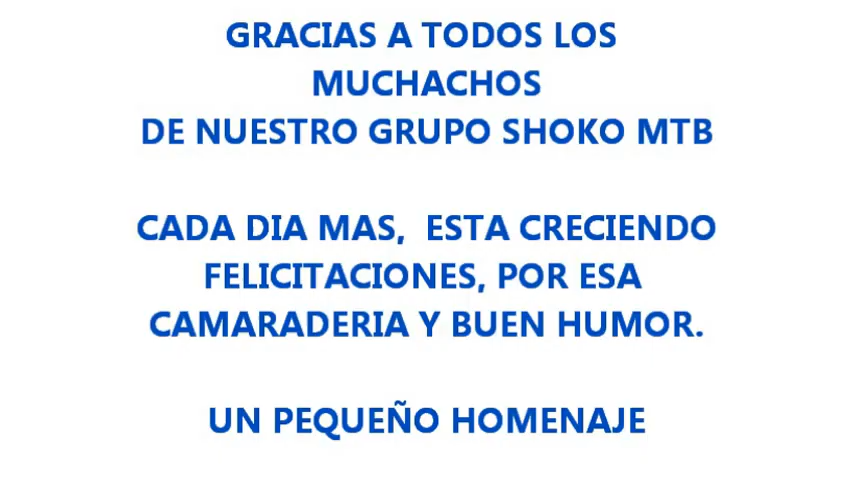 GRACIAS A TODOS LOS
MUCHACHOS
DE NUESTRO GRUPO SHOKO MTB
CADA DIA MAS,  ESTA CRECIENDO
FELICITACIONES, POR ESA
CAMARADERIA Y BUEN HUMOR.
UN PEQUEÑO HOMENAJE